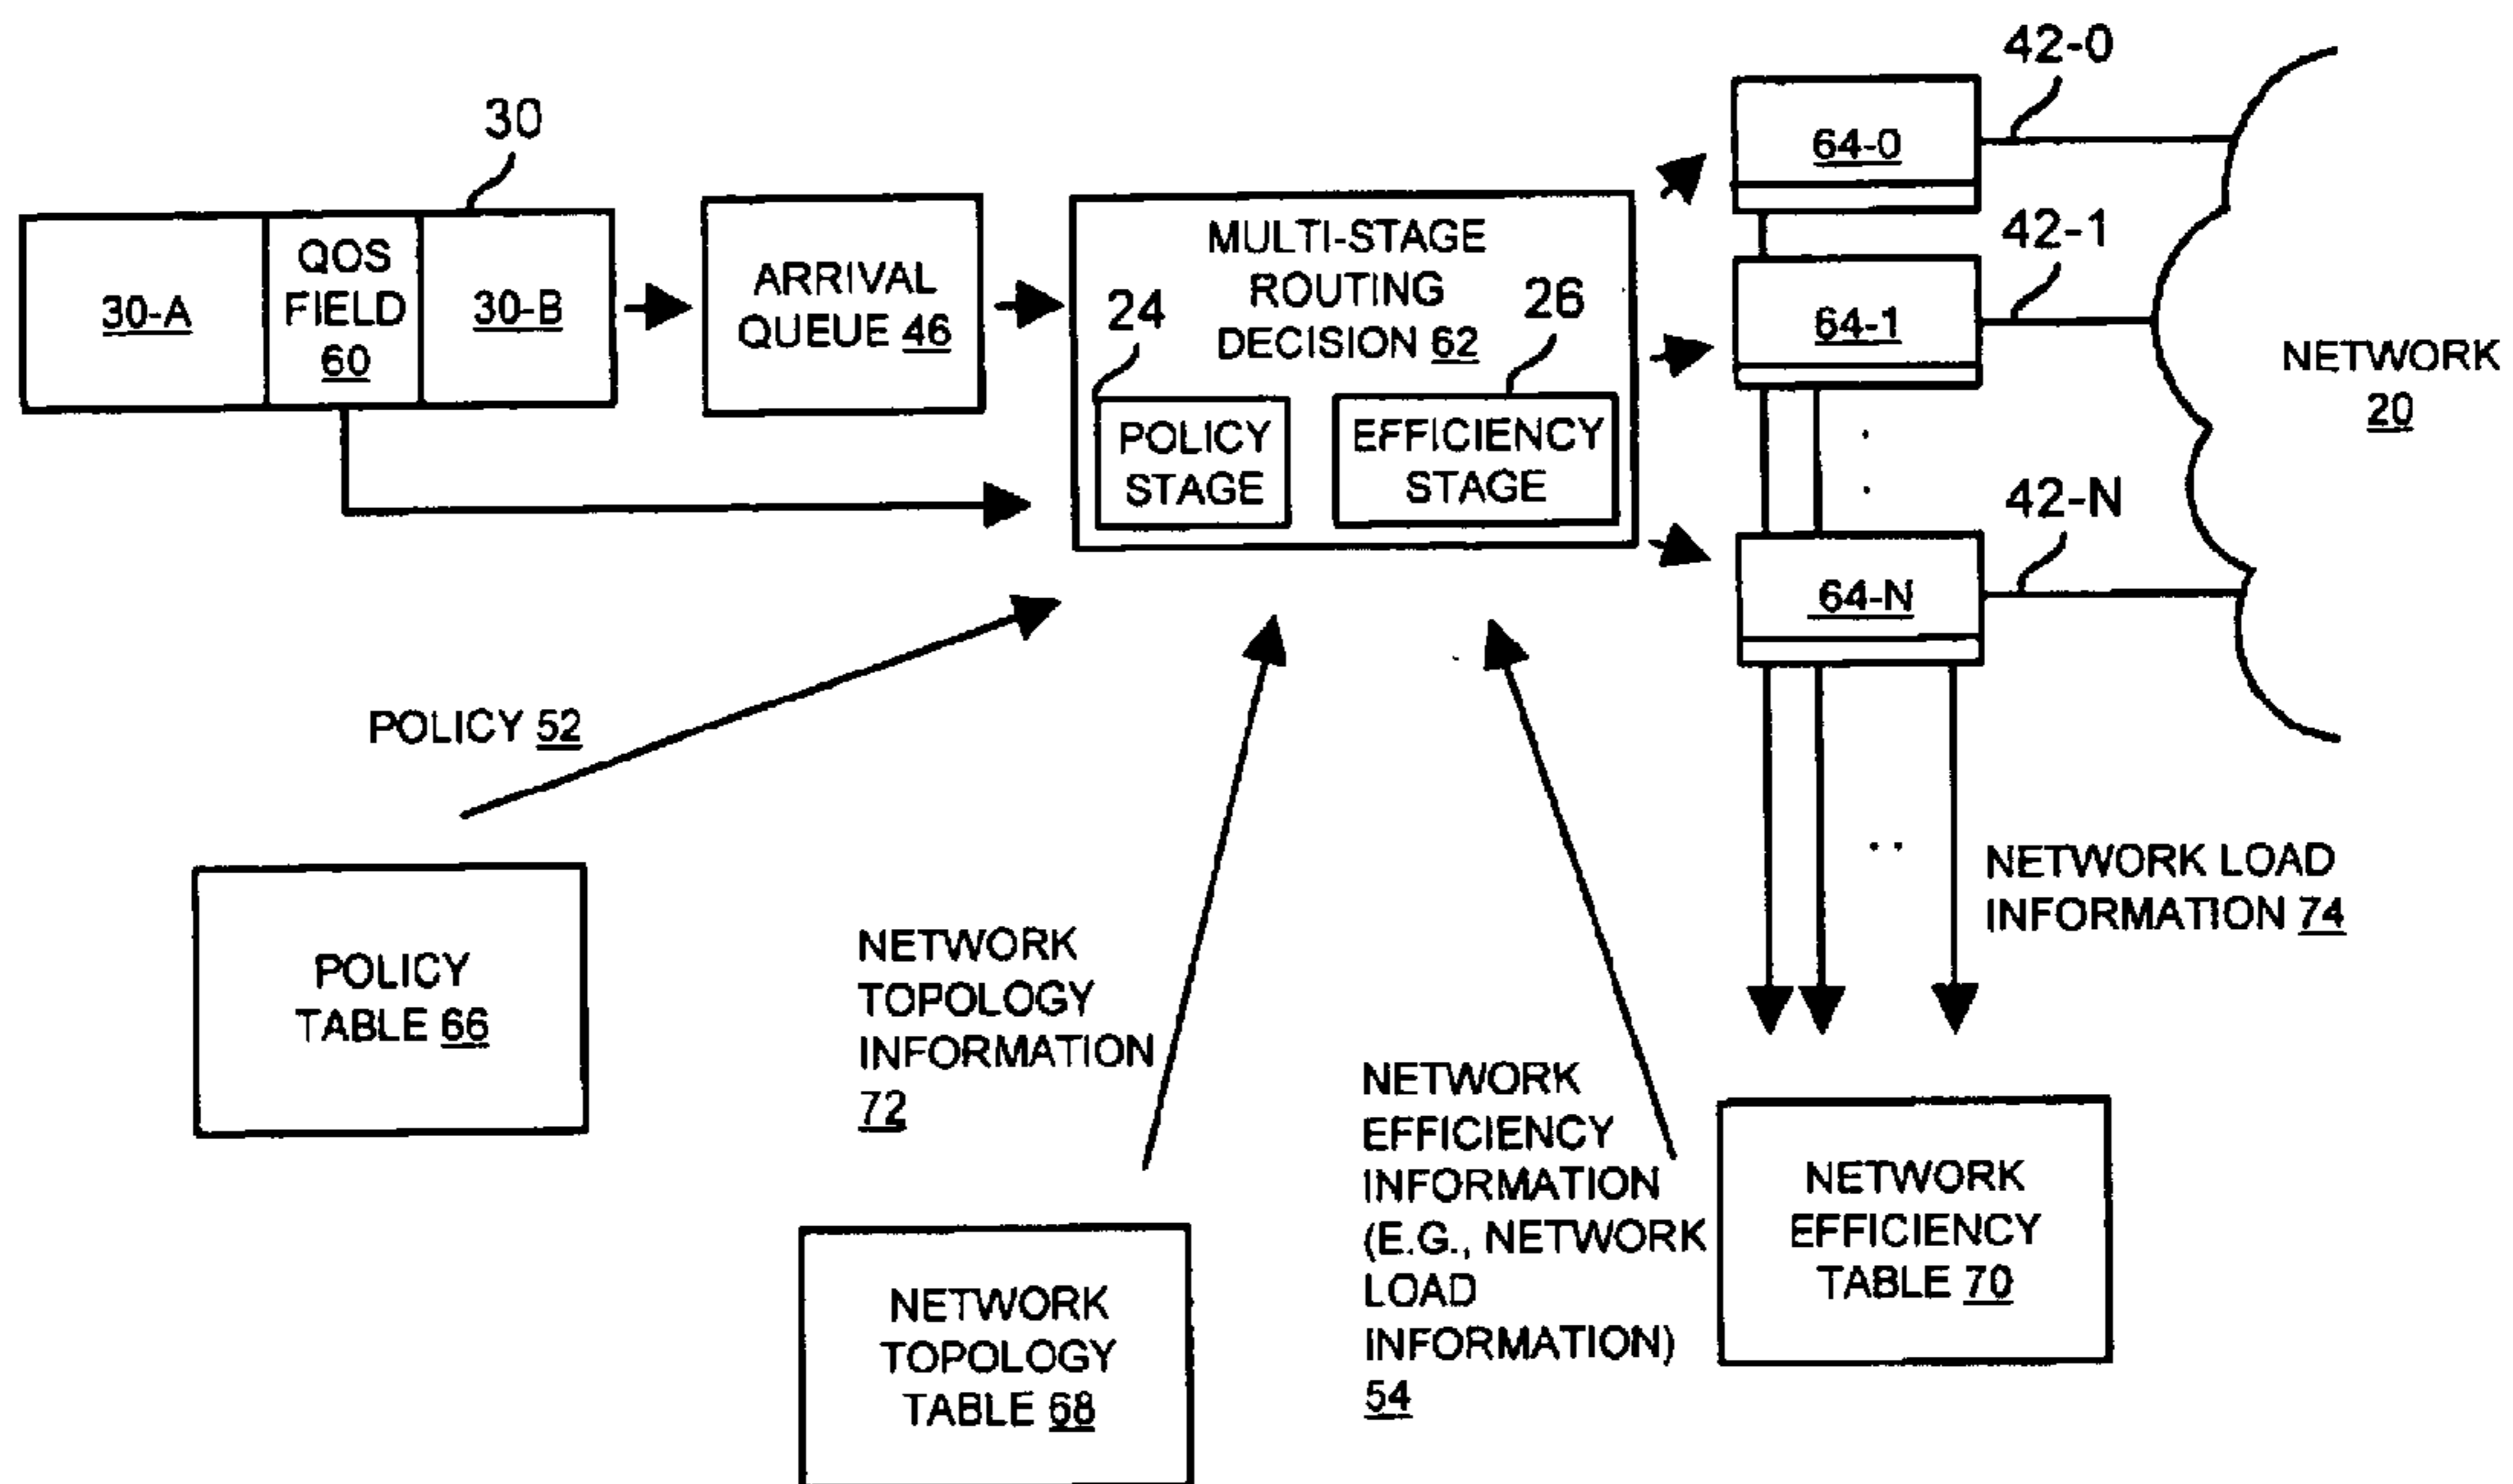 30
30-A
QOS
FIELD
60
30-B
ARRIVAL
QUEUE 46
MULTI-STAGE
ROUTING
DECISION 62
24
26
POLICY
STAGE
EFFICIENCY
STAGE
64-0
42-0
64-1
42-1
64-N
42-N
NETWORK
20
POLICY 52
POLICY
TABLE 66
NETWORK
TOPOLOGY
INFORMATION
72
NETWORK
TOPOLOGY
TABLE 68
NETWORK
EFFICIENCY
INFORMATION
(E.G., NETWORK
LOAD
INFORMATION)
54
NETWORK LOAD
INFORMATION 74
NETWORK
EFFICIENCY
TABLE 70